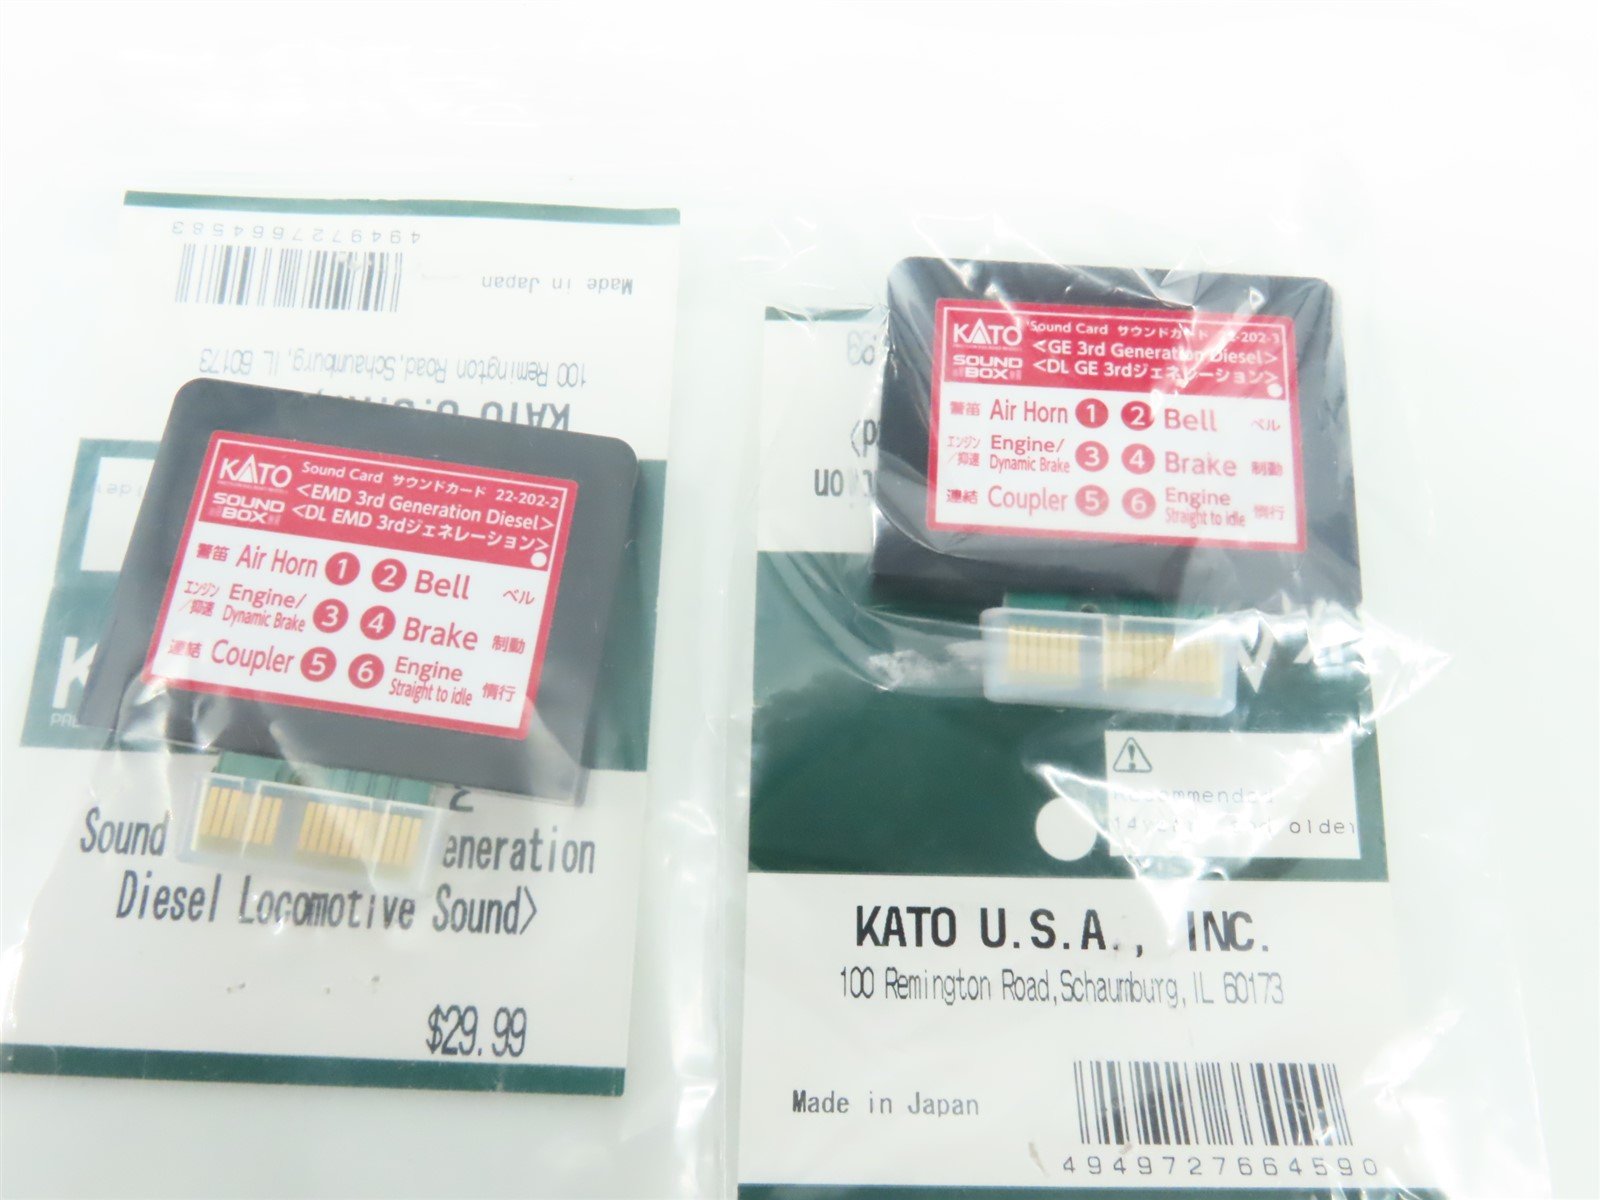 4949727664583
Made in Japan
100 Remington Road,Schaumburg, IL 60173
KATO U.S.A.,
KATO Sound Card サウンドカード 22-202-2
SOUND BOX <EMD 3rd Generation Diesel>
<DL EMD 3rdジェネレーション>
警笛 Air Horn 1 2 Bell ベル
エンジン/抑速 Engine/ Dynamic Brake 3 4 Brake 制動
連結 Coupler 5 6 Engine Straight to idle 惰行
Sound eneration
Diesel Locomotive Sound>
$29.99
KATO Sound Card サウンドカード 22-202-3
SOUND BOX <GE 3rd Generation Diesel>
<DL GE 3rdジェネレーション>
警笛 Air Horn 1 2 Bell ベル
エンジン/抑速 Engine/ Dynamic Brake 3 4 Brake 制動
連結 Coupler 5 6 Engine Straight to idle 惰行
Recommended
KATO U.S.A., INC.
100 Remington Road,Schaumburg, IL 60173
Made in Japan
4949727664590